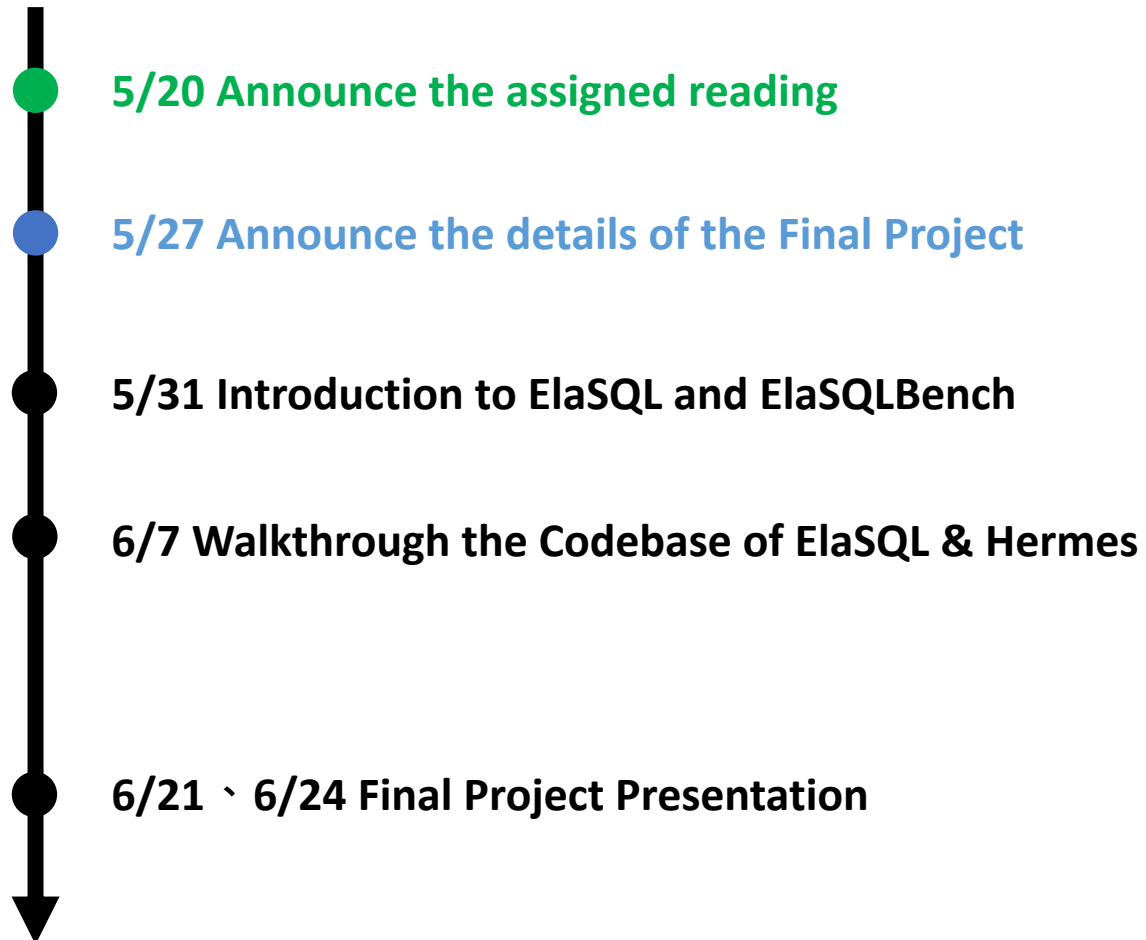 5/20 Announce the assigned reading
5/27 Announce the details of the Final Project
5/31 Introduction to ElaSQL and ElaSQLBench
6/7 Walkthrough the Codebase of ElaSQL & Hermes
6/21、6/24 Final Project Presentation